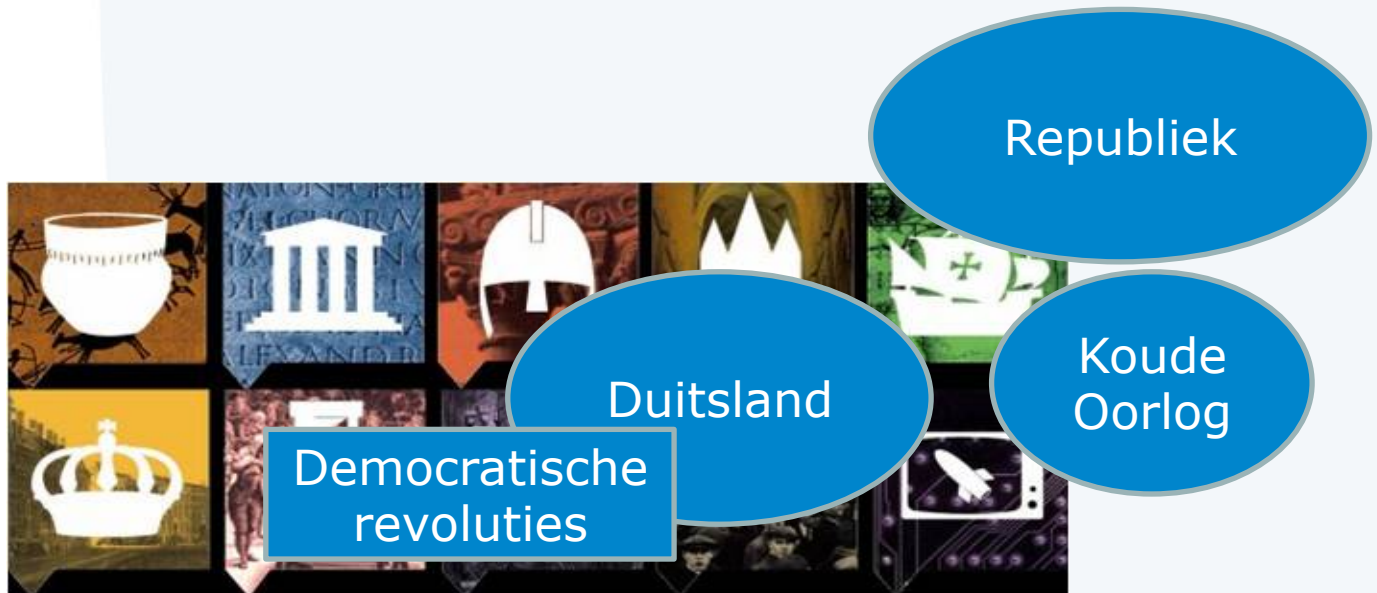 Republiek
Duitsland
Koude
Oorlog
Democratische
revoluties